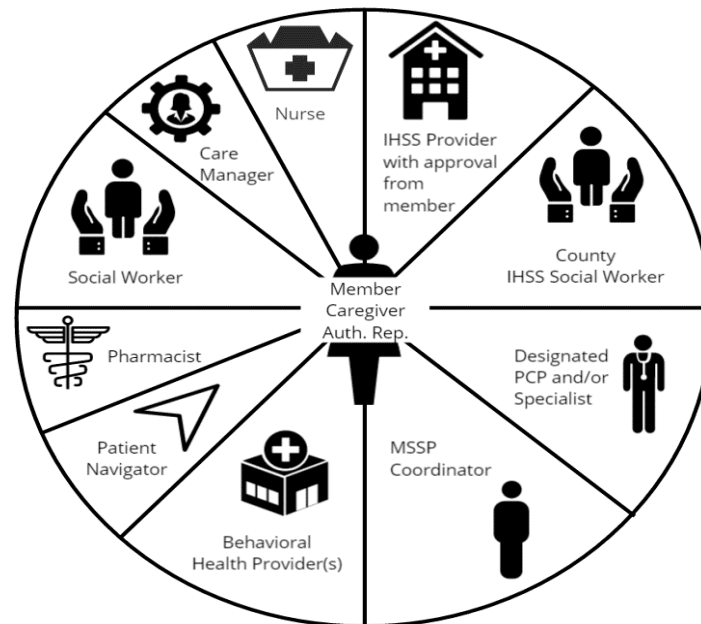 Nurse
IHSS Provider
with approval
from
member
Care
Manager
County
IHSS Social Worker
Social Worker
Member
Caregiver
Auth. Rep.
Pharmacist
Designated
PCP and/or
Specialist
Patient
Navigator
MSSP
Coordinator
Behavioral
Health Provider(s)